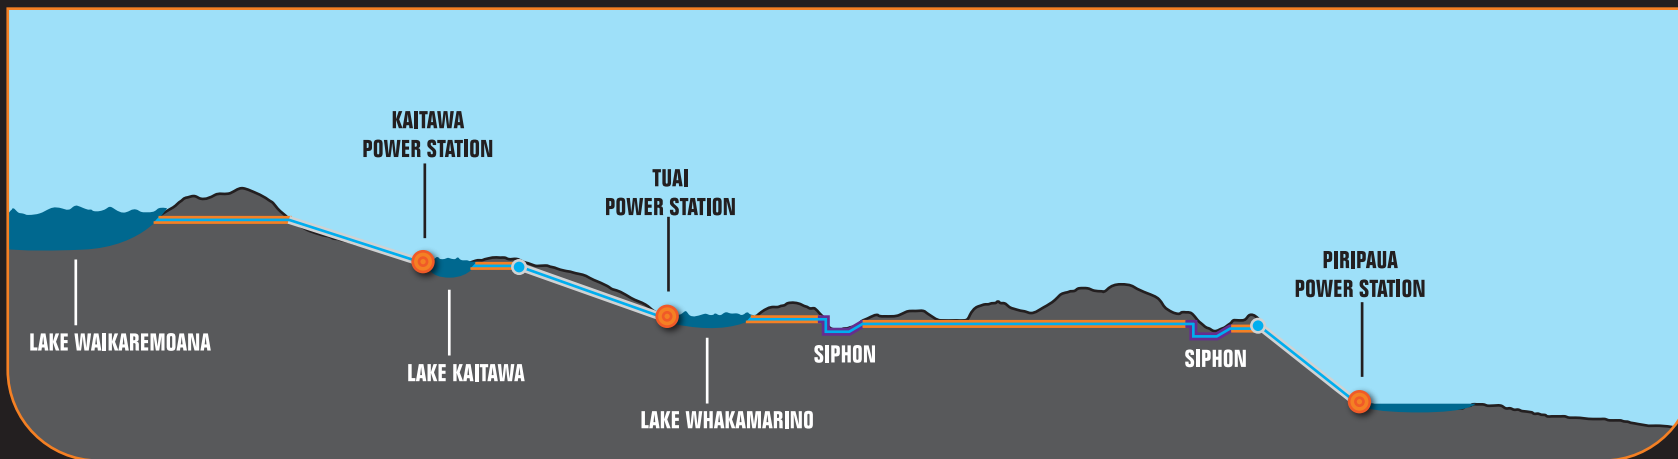 KAITAWA
POWER STATION
TUAI
POWER STATION
PIRIPAUA
POWER STATION
LAKE WAIKAREMOANA
LAKE KAITAWA
LAKE WHAKAMARINO
SIPHON
SIPHON